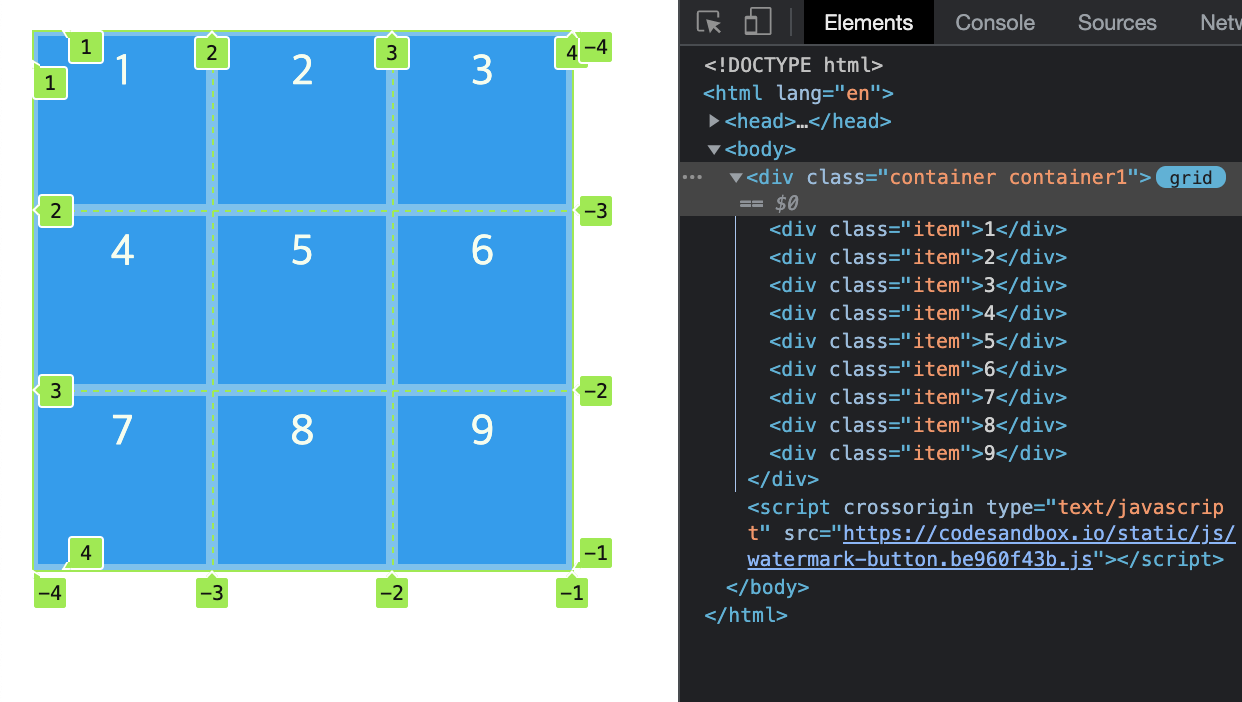 1 2 3 4 −4
1 1 2 3
2 −3
4 5 6
3 −2
7 8 9
4 −1
−4 −3 −2 −1
Elements Console Sources Netw
<!DOCTYPE html>
<html lang="en">
<head>…</head>
<body>
<div class="container container1"> grid
== $0
<div class="item">1</div>
<div class="item">2</div>
<div class="item">3</div>
<div class="item">4</div>
<div class="item">5</div>
<div class="item">6</div>
<div class="item">7</div>
<div class="item">8</div>
<div class="item">9</div>
</div>
<script crossorigin type="text/javascrip
t" src="https://codesandbox.io/static/js/
watermark-button.be960f43b.js"></script>
</body>
</html>